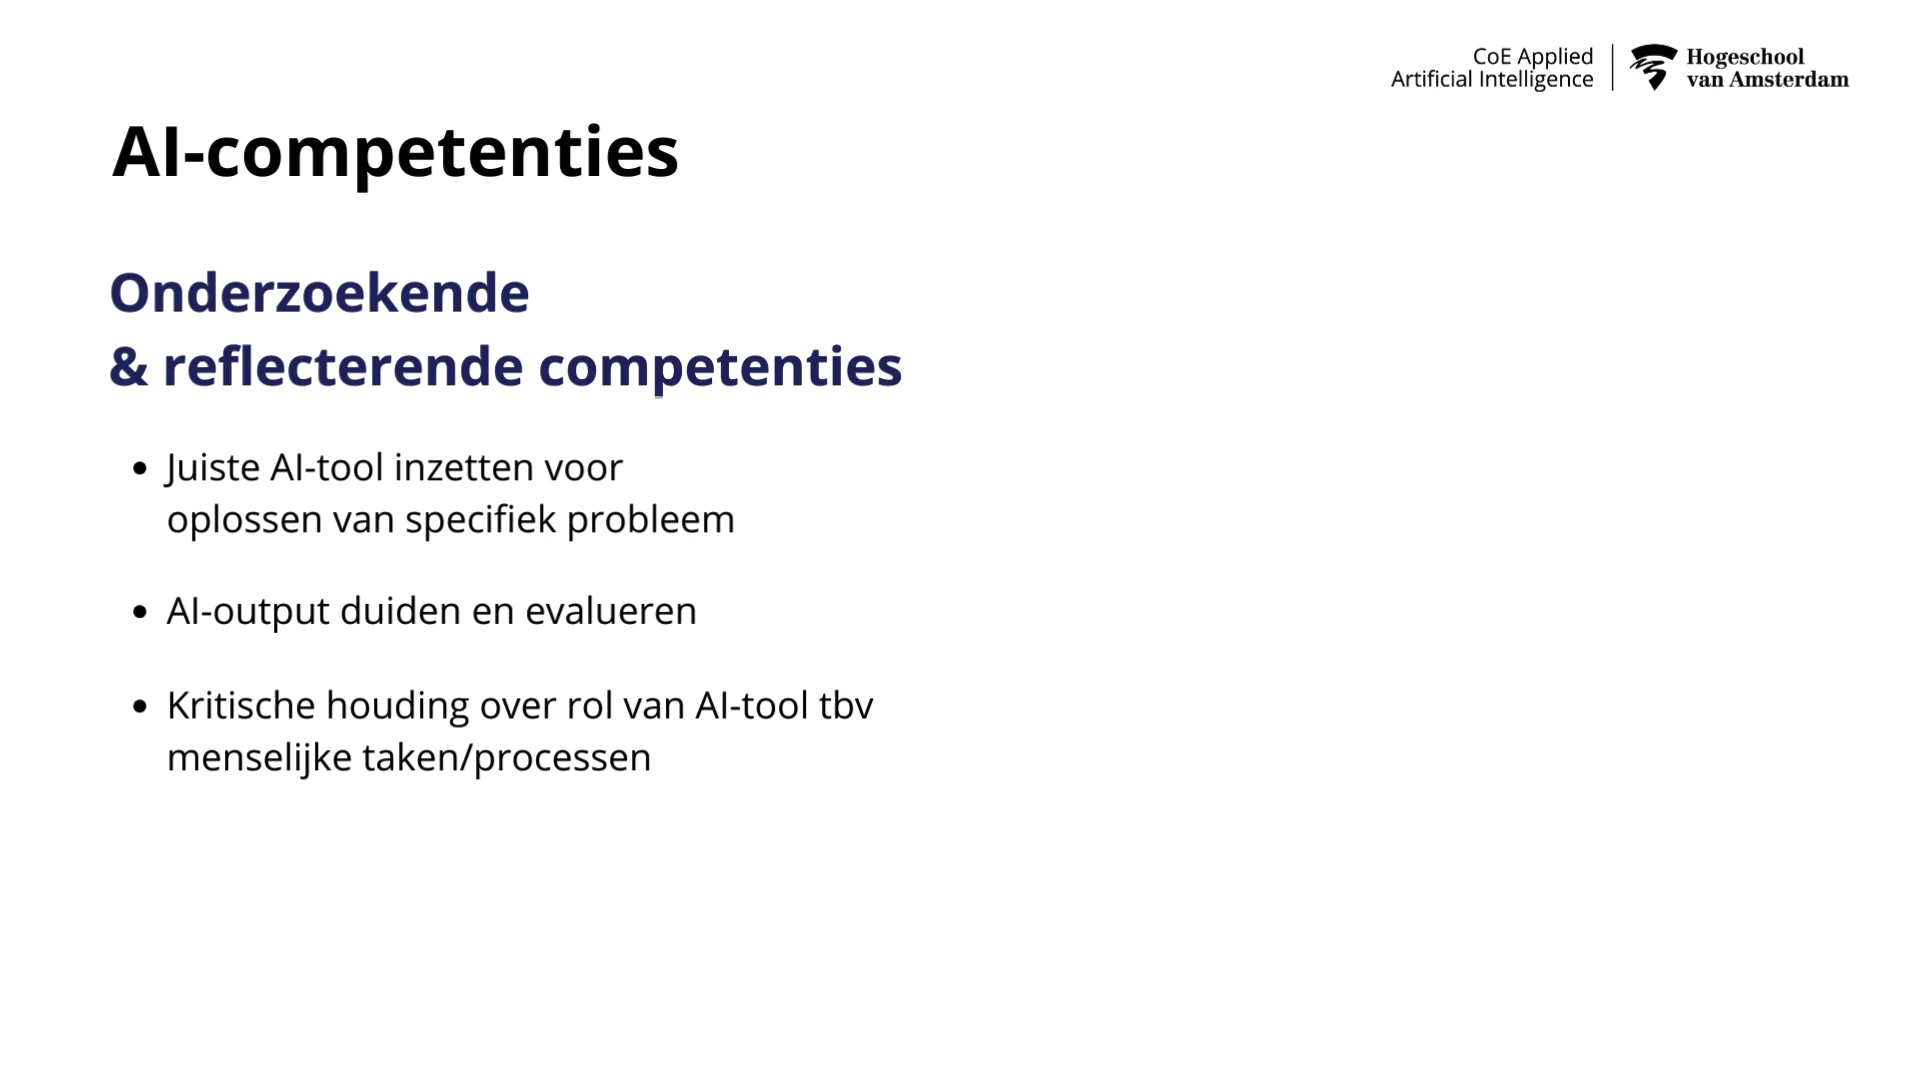 CoE Applied
Artificial Intelligence
Hogeschool
van Amsterdam
AI-competenties
Onderzoekende
& reflecterende competenties
• Juiste AI-tool inzetten voor
oplossen van specifiek probleem
• AI-output duiden en evalueren
• Kritische houding over rol van AI-tool tbv
menselijke taken/processen